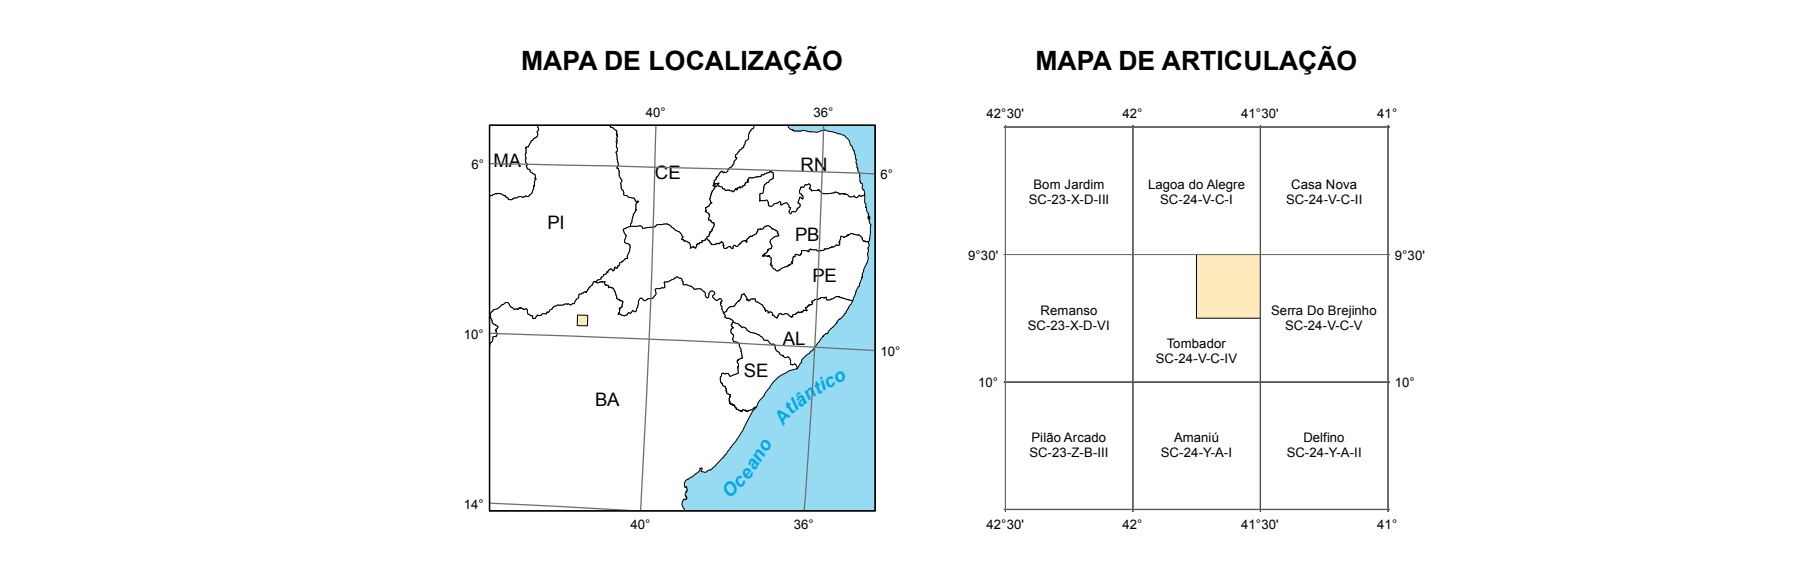 MAPA DE LOCALIZAÇÃO
40° 36°
6° MA CE RN 6°
PI
PB
PE
10° AL 10°
SE
BA
Oceano Atlântico
14°
40° 36°
MAPA DE ARTICULAÇÃO
42°30' 42° 41°30' 41°
Bom Jardim
SC-23-X-D-III
Lagoa do Alegre
SC-24-V-C-I
Casa Nova
SC-24-V-C-II
9°30' 9°30'
Remanso
SC-23-X-D-VI
Tombador
SC-24-V-C-IV
Serra Do Brejinho
SC-24-V-C-V
10° 10°
Pilão Arcado
SC-23-Z-B-III
Amaniú
SC-24-Y-A-I
Delfino
SC-24-Y-A-II
42°30' 42° 41°30' 41°